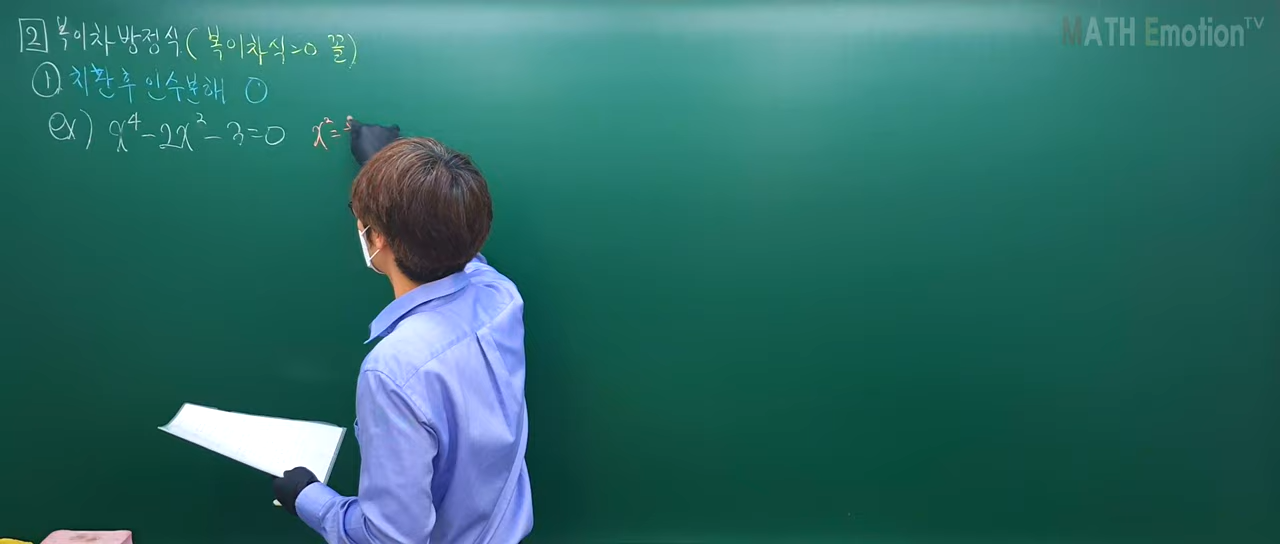 MATH Emotion TV
2 복이차방정식(복이차식=0 꼴)
① 치환후 인수분해 O
ex) x⁴-2x²-3=0 x²=